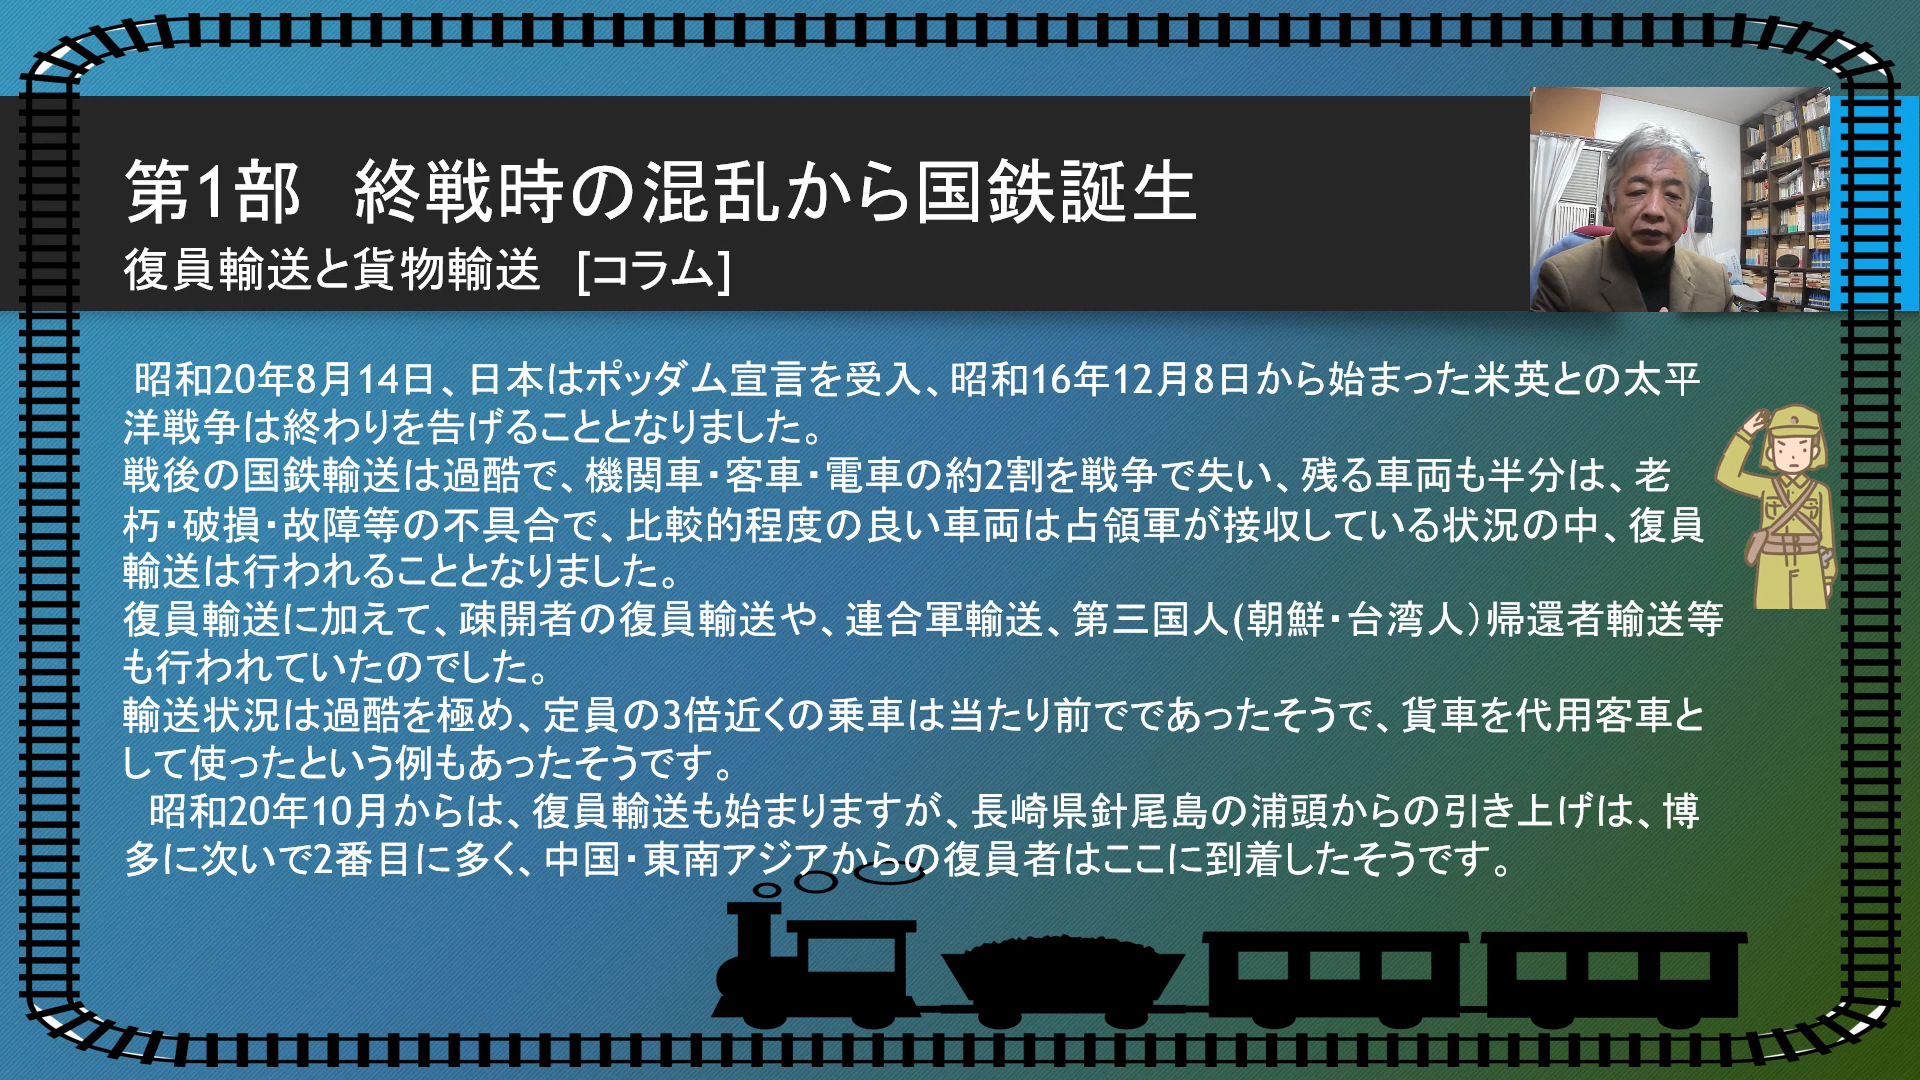 第1部　終戦時の混乱から国鉄誕生
復員輸送と貨物輸送　[コラム]
昭和20年8月14日、日本はポッダム宣言を受入、昭和16年12月8日から始まった米英との太平
洋戦争は終わりを告げることとなりました。
戦後の国鉄輸送は過酷で、機関車・客車・電車の約2割を戦争で失い、残る車両も半分は、老
朽・破損・故障等の不具合で、比較的程度の良い車両は占領軍が接収している状況の中、復員
輸送は行われることとなりました。
復員輸送に加えて、疎開者の復員輸送や、連合軍輸送、第三国人(朝鮮・台湾人）帰還者輸送等
も行われていたのでした。
輸送状況は過酷を極め、定員の3倍近くの乗車は当たり前でであったそうで、貨車を代用客車と
して使ったという例もあったそうです。
昭和20年10月からは、復員輸送も始まりますが、長崎県針尾島の浦頭からの引き上げは、博
多に次いで2番目に多く、中国・東南アジアからの復員者はここに到着したそうです。